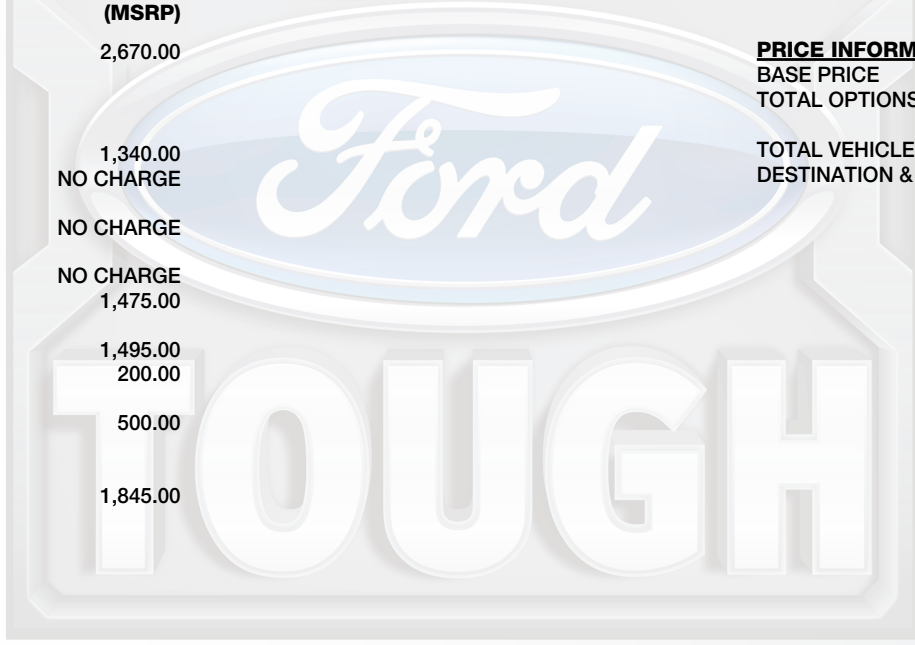 (MSRP)
2,670.00
1,340.00
NO CHARGE
NO CHARGE
NO CHARGE
1,475.00
1,495.00
200.00
500.00
1,845.00
PRICE INFORM
BASE PRICE
TOTAL OPTIONS
TOTAL VEHICLE
DESTINATION &
Ford
TOUGH